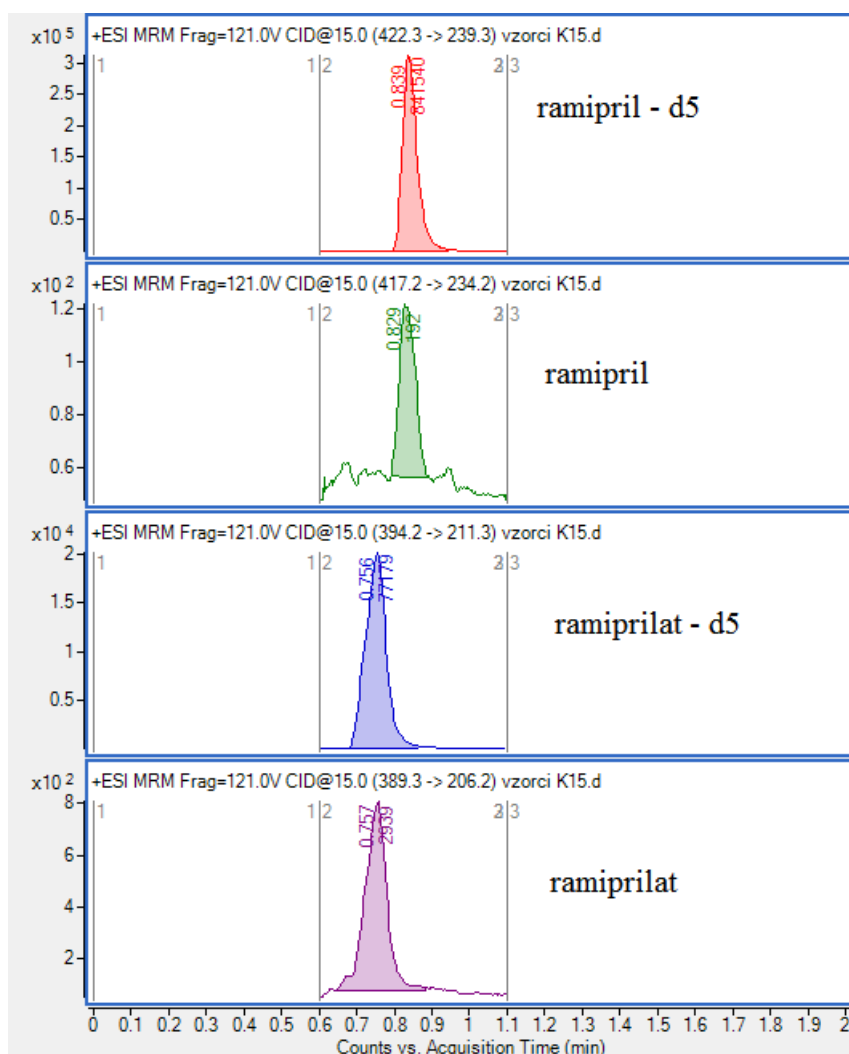 x10 5 +ESI MRM Frag=121.0V CID@15.0 (422.3 -> 239.3) vzorci K15.d
1 1 2 2 3
3
2.5
2
1.5
1
0.5
0.839
841540
ramipril - d5
x10 2 +ESI MRM Frag=121.0V CID@15.0 (417.2 -> 234.2) vzorci K15.d
1 1 2 2 3
1.2
1
0.8
0.6
0.829
192
ramipril
x10 4 +ESI MRM Frag=121.0V CID@15.0 (394.2 -> 211.3) vzorci K15.d
1 1 2 2 3
2
1.5
1
0.5
0.756
77179
ramiprilat - d5
x10 2 +ESI MRM Frag=121.0V CID@15.0 (389.3 -> 206.2) vzorci K15.d
1 1 2 2 3
8
6
4
2
0.757
2939
ramiprilat
0 0.1 0.2 0.3 0.4 0.5 0.6 0.7 0.8 0.9 1 1.1 1.2 1.3 1.4 1.5 1.6 1.7 1.8 1.9 2
Counts vs. Acquisition Time (min)